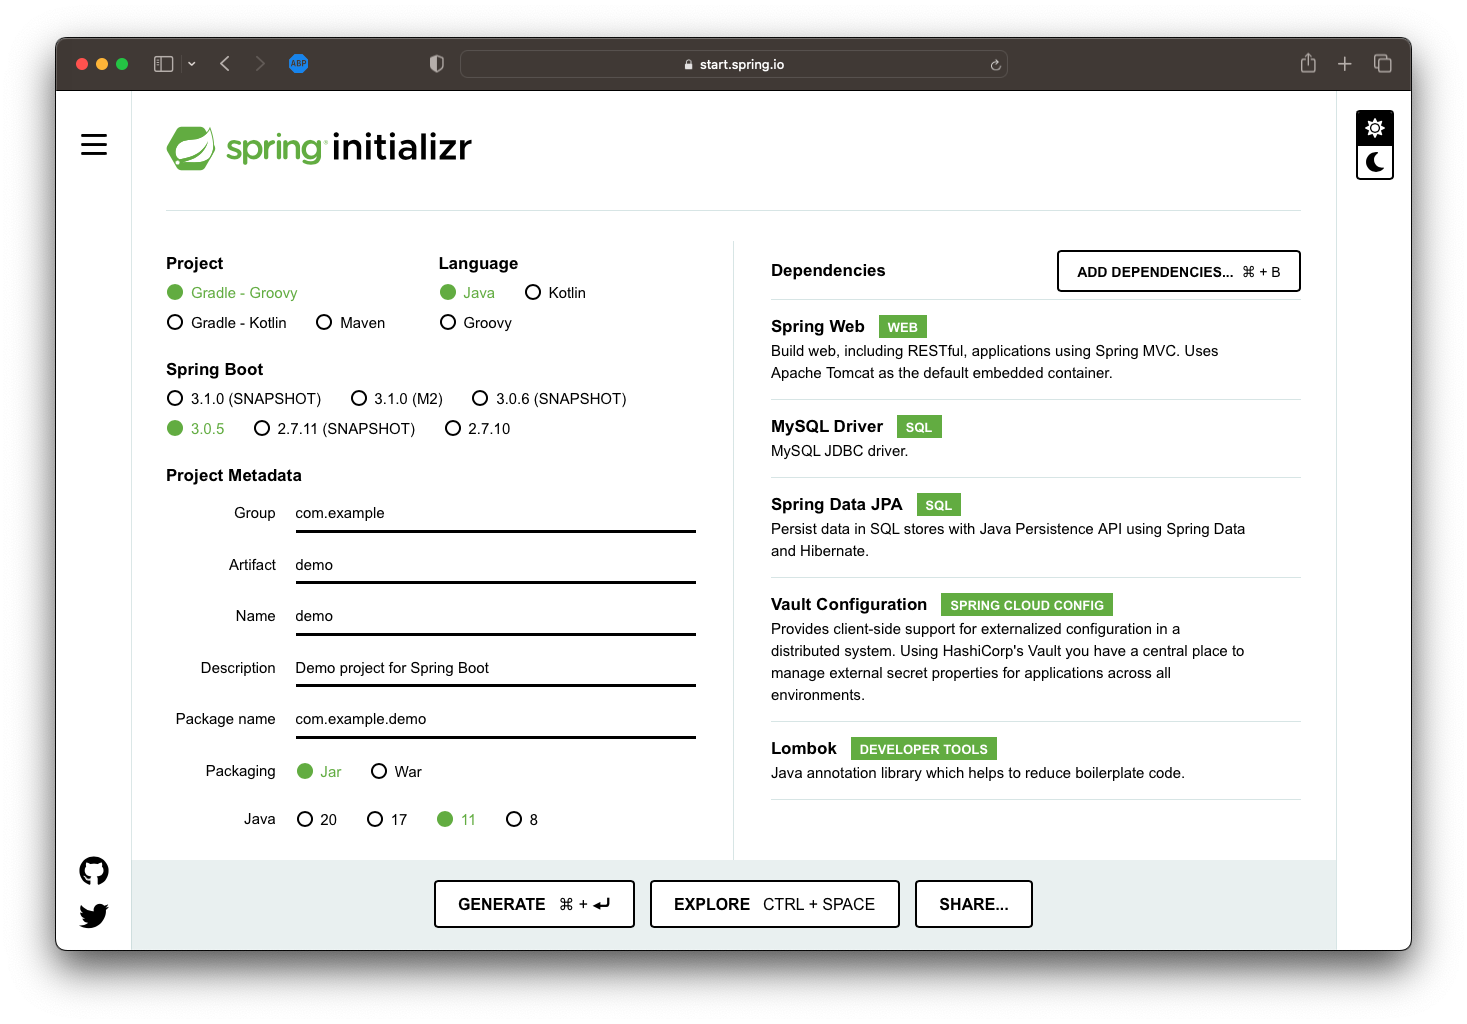 ABP
start.spring.io
spring initializr
Project
Gradle - Groovy
Gradle - Kotlin Maven
Language
Java Kotlin
Groovy
Spring Boot
3.1.0 (SNAPSHOT) 3.1.0 (M2) 3.0.6 (SNAPSHOT)
3.0.5 2.7.11 (SNAPSHOT) 2.7.10
Project Metadata
Group com.example
Artifact demo
Name demo
Description Demo project for Spring Boot
Package name com.example.demo
Packaging Jar War
Java 20 17 11 8
Dependencies ADD DEPENDENCIES... ⌘ + B
Spring Web WEB
Build web, including RESTful, applications using Spring MVC. Uses
Apache Tomcat as the default embedded container.
MySQL Driver SQL
MySQL JDBC driver.
Spring Data JPA SQL
Persist data in SQL stores with Java Persistence API using Spring Data
and Hibernate.
Vault Configuration SPRING CLOUD CONFIG
Provides client-side support for externalized configuration in a
distributed system. Using HashiCorp's Vault you have a central place to
manage external secret properties for applications across all
environments.
Lombok DEVELOPER TOOLS
Java annotation library which helps to reduce boilerplate code.
GENERATE ⌘ + ⏎ EXPLORE CTRL + SPACE SHARE...